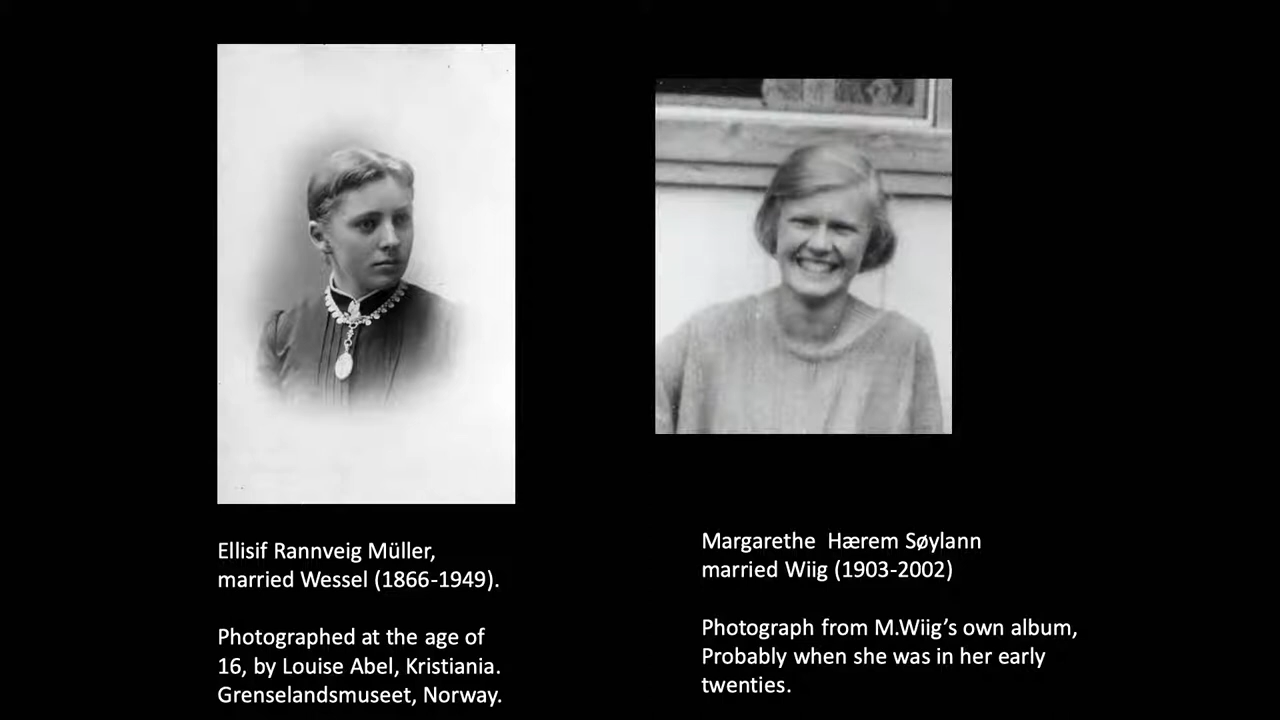 Ellisif Rannveig Müller,
married Wessel (1866-1949).
Photographed at the age of
16, by Louise Abel, Kristiania.
Grenselandsmuseet, Norway.
Margarethe  Hærem Søylann
married Wiig (1903-2002)
Photograph from M.Wiig’s own album,
Probably when she was in her early
twenties.